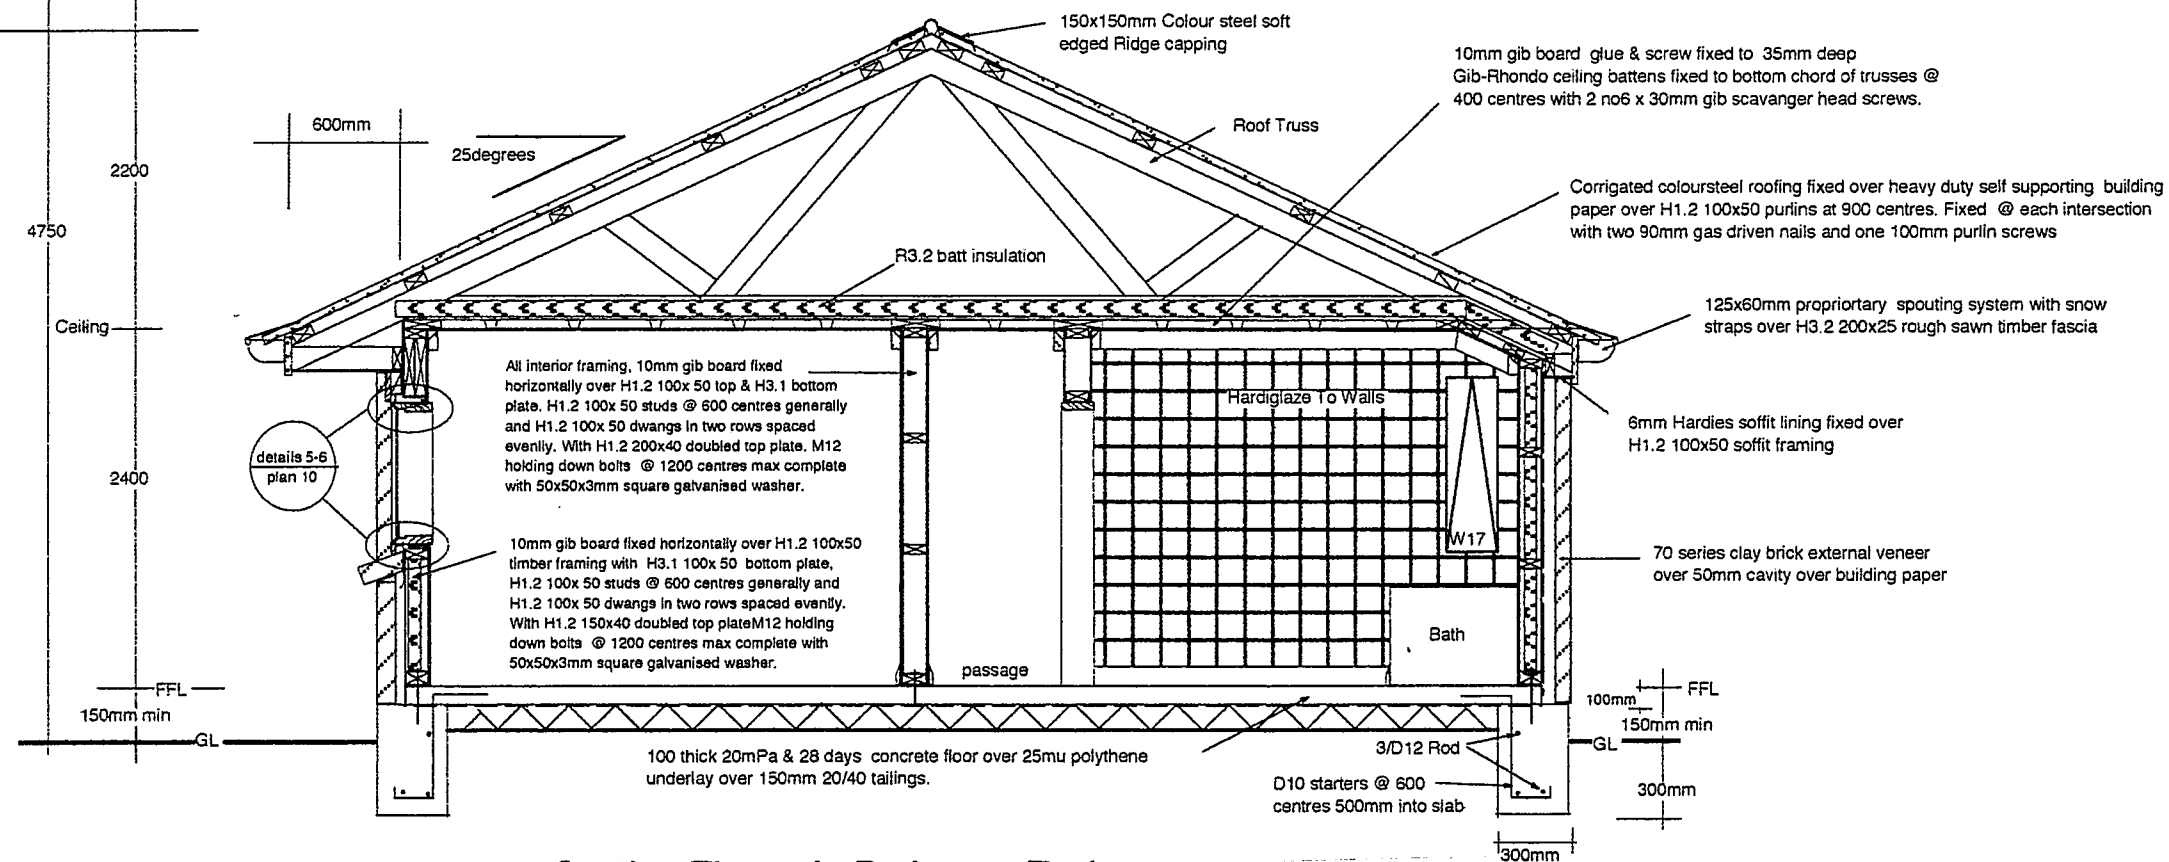 150x150mm Colour steel soft
edged Ridge capping
10mm gib board glue & screw fixed to 35mm deep
Gib-Rhondo ceiling battens fixed to bottom chord of trusses @
400 centres with 2 no6 x 30mm gib scavanger head screws.
600mm
25degrees
Roof Truss
2200
Corrigated coloursteel roofing fixed over heavy duty self supporting building
paper over H1.2 100x50 purlins at 900 centres. Fixed @ each intersection
with two 90mm gas driven nails and one 100mm purlin screws
4750
R3.2 batt insulation
125x60mm propriortary spouting system with snow
straps over H3.2 200x25 rough sawn timber fascia
Ceiling
All interior framing, 10mm gib board fixed
horizontally over H1.2 100x 50 top & H3.1 bottom
plate. H1.2 100x 50 studs @ 600 centres generally
and H1.2 100x 50 dwangs in two rows spaced
evenlly. With H1.2 200x40 doubled top plate. M12
holding down bolts @ 1200 centres max complete
with 50x50x3mm square galvanised washer.
Hardiglaze To Walls
6mm Hardies soffit lining fixed over
H1.2 100x50 soffit framing
details 5-6
plan 10
2400
W17
10mm gib board fixed horizontally over H1.2 100x50
timber framing with H3.1 100x 50 bottom plate,
H1.2 100x 50 studs @ 600 centres generally and
H1.2 100x 50 dwangs in two rows spaced evenlly.
With H1.2 150x40 doubled top plateM12 holding
down bolts @ 1200 centres max complete with
50x50x3mm square galvanised washer.
70 series clay brick external veneer
over 50mm cavity over building paper
Bath
passage
FFL
150mm min
GL
100mm
FFL
150mm min
GL
100 thick 20mPa & 28 days concrete floor over 25mu polythene
underlay over 150mm 20/40 tailings.
3/D12 Rod
D10 starters @ 600
centres 500mm into slab
300mm
300mm